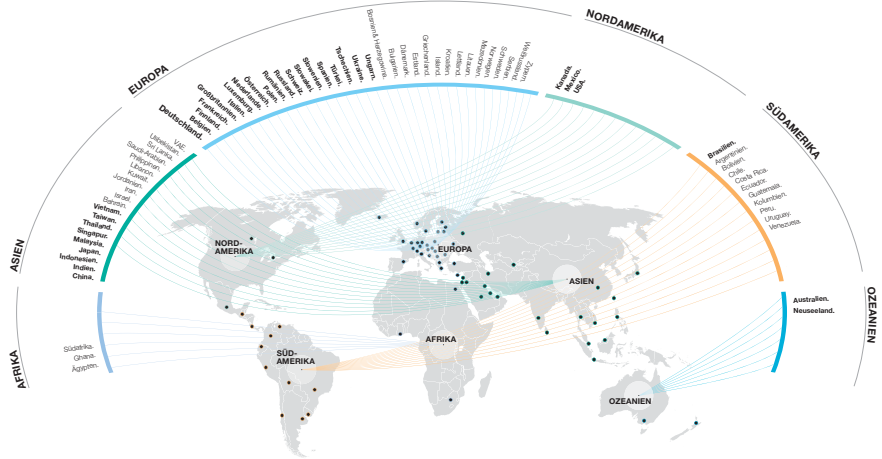 NORDAMERIKA
EUROPA
SÜDAMERIKA
ASIEN
OZEANIEN
AFRIKA
Deutschland.
Belgien.
Finnland.
Frankreich.
Großbritannien.
Italien.
Luxemburg.
Niederlande.
Österreich.
Polen.
Rumänien.
Russland.
Schweiz.
Slowakei.
Slowenien.
Spanien.
Türkei.
Tschechien.
Ukraine.
Ungarn.
Bosnien & Herzegowina.
Bulgarien.
Dänemark.
Estland.
Griechenland.
Island.
Kroatien.
Lettland.
Litauen.
Mazedonien.
Norwegen.
Schweden.
Serbien.
Weißrussland.
Zypern.
Kanada.
Mexico.
USA.
Brasilien.
Argentinien.
Bolivien.
Chile.
Costa Rica.
Ecuador.
Guatemala.
Kolumbien.
Peru.
Uruguay.
Venezuela.
VAE.
Usbekistan.
Sri Lanka.
Saudi-Arabien.
Philippinen.
Libanon.
Kuwait.
Jordanien.
Iran.
Israel.
Bahrain.
Vietnam.
Taiwan.
Thailand.
Singapur.
Malaysia.
Japan.
Indonesien.
Indien.
China.
Südafrika.
Ghana.
Ägypten.
Australien.
Neuseeland.
NORD-
AMERIKA
EUROPA
ASIEN
AFRIKA
SÜD-
AMERIKA
OZEANIEN